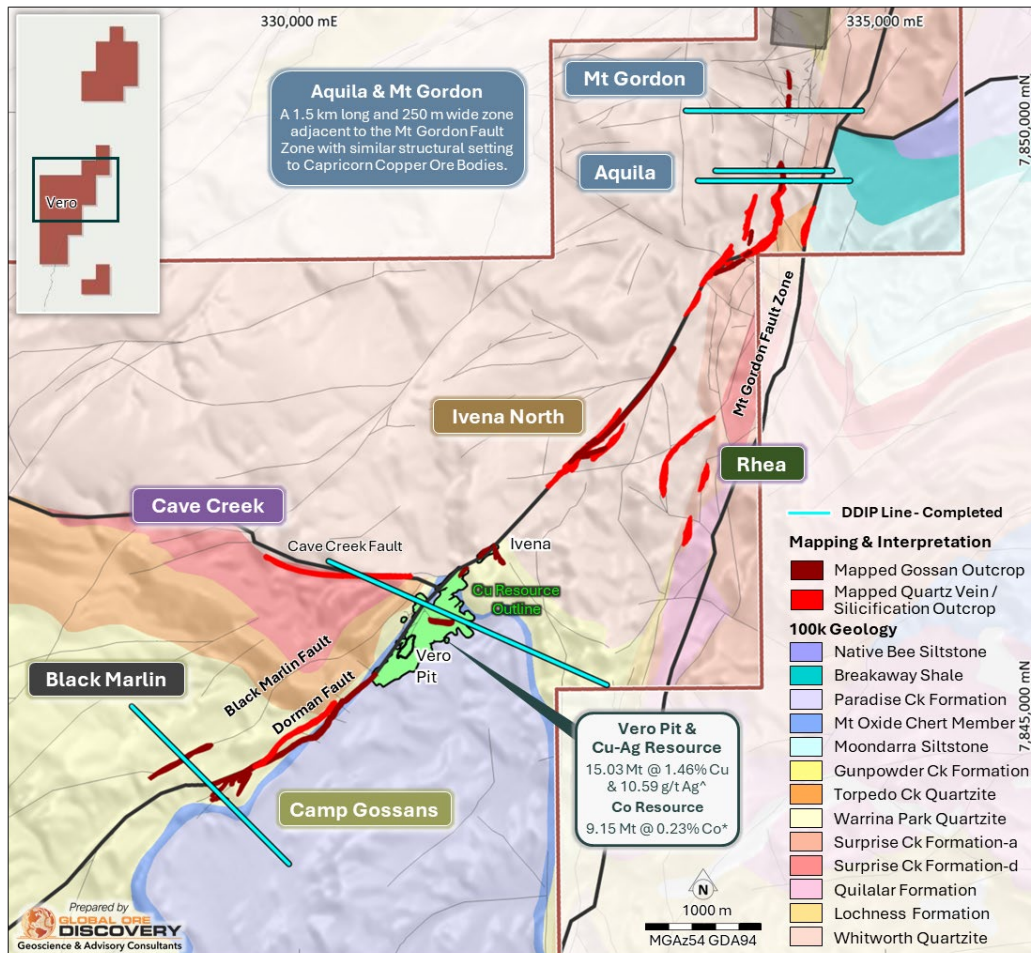 330,000 mE
335,000 mE
7,850,000 mN
7,845,000 mN
Vero
Aquila & Mt Gordon
A 1.5 km long and 250 m wide zone
adjacent to the Mt Gordon Fault
Zone with similar structural setting
to Capricorn Copper Ore Bodies.
Mt Gordon
Aquila
Mt Gordon Fault Zone
Ivena North
Rhea
Cave Creek
Cave Creek Fault
Ivena
Cu Resource
Outline
Vero
Pit
Black Marlin
Black Marlin Fault
Dorman Fault
Camp Gossans
Vero Pit &
Cu-Ag Resource
15.03 Mt @ 1.46% Cu
& 10.59 g/t Ag^
Co Resource
9.15 Mt @ 0.23% Co*
DDIP Line - Completed
Mapping & Interpretation
Mapped Gossan Outcrop
Mapped Quartz Vein /
Silicification Outcrop
100k Geology
Native Bee Siltstone
Breakaway Shale
Paradise Ck Formation
Mt Oxide Chert Member
Moondarra Siltstone
Gunpowder Ck Formation
Torpedo Ck Quartzite
Warrina Park Quartzite
Surprise Ck Formation-a
Surprise Ck Formation-d
Quilalar Formation
Lochness Formation
Whitworth Quartzite
N
1000 m
MGAz54 GDA94
Prepared by
GLOBAL ORE
DISCOVERY
Geoscience & Advisory Consultants